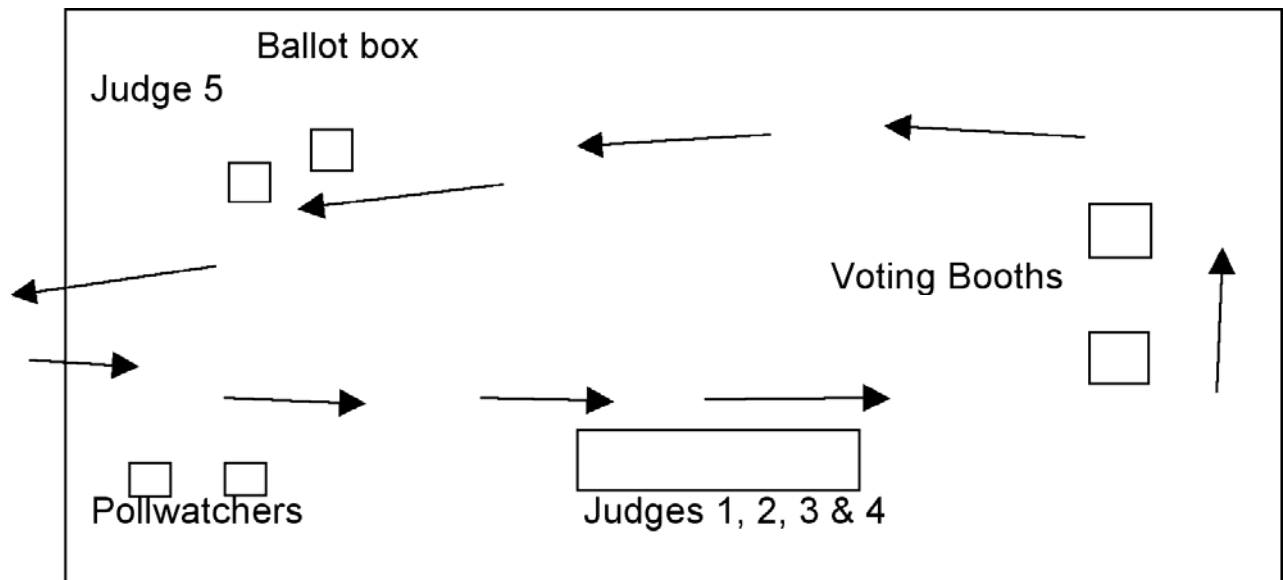 Ballot box
Judge 5
Voting Booths
Pollwatchers
Judges 1, 2, 3 & 4